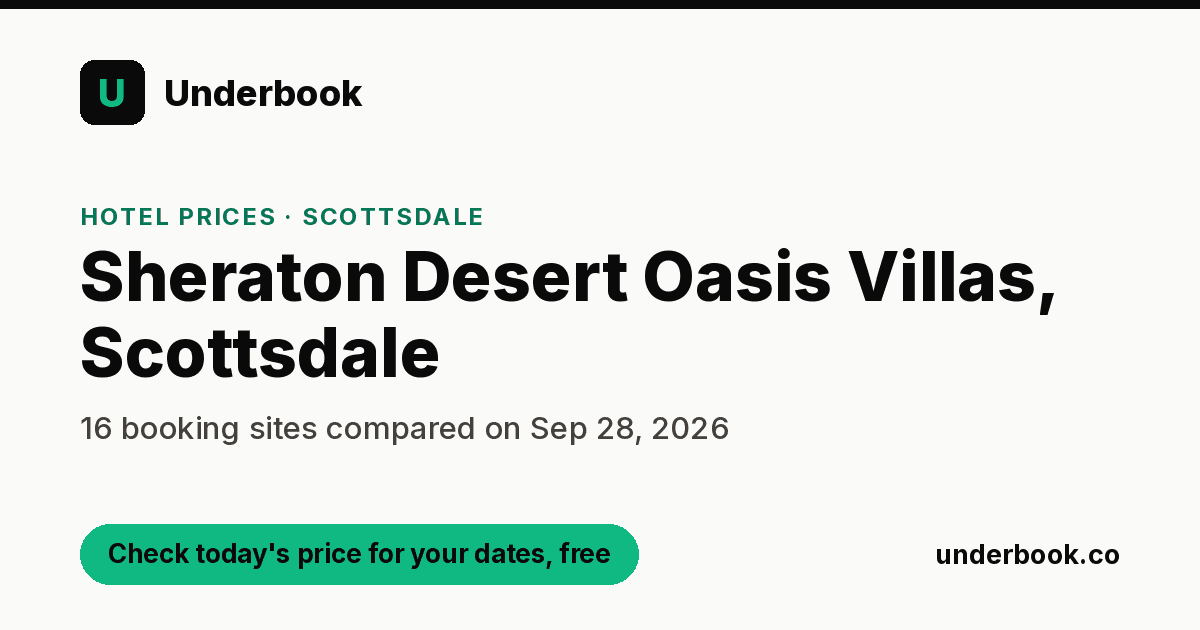 U
Underbook
HOTEL PRICES · SCOTTSDALE
Sheraton Desert Oasis Villas,
Scottsdale
16 booking sites compared on Sep 28, 2026
Check today's price for your dates, free
underbook.co